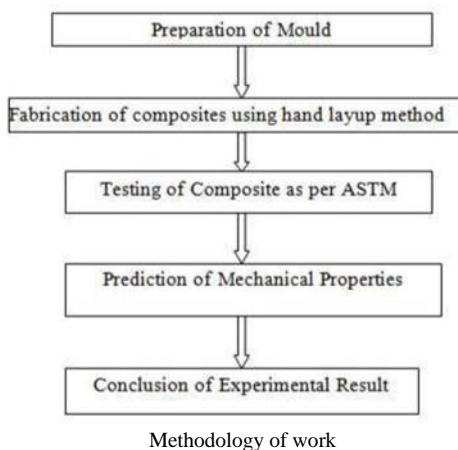 Preparation of Mould
Fabrication of composites using hand layup method
Testing of Composite as per ASTM
Prediction of Mechanical Properties
Conclusion of Experimental Result
Methodology of work